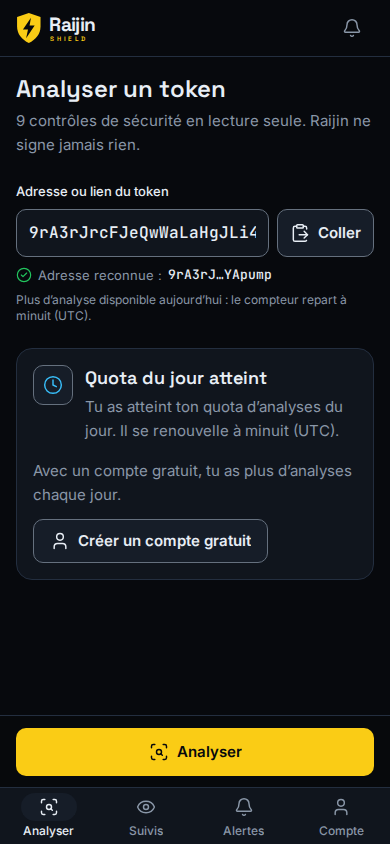 Raijin
SHIELD
Analyser un token
9 contrôles de sécurité en lecture seule. Raijin ne
signe jamais rien.
Adresse ou lien du token
9rA3rJrcFJeQwWaLaHgJLi4
Coller
Adresse reconnue : 9rA3rJ…YApump
Plus d’analyse disponible aujourd’hui : le compteur repart à
minuit (UTC).
Quota du jour atteint
Tu as atteint ton quota d’analyses du
jour. Il se renouvelle à minuit (UTC).
Avec un compte gratuit, tu as plus d’analyses
chaque jour.
Créer un compte gratuit
Analyser
Analyser
Suivis
Alertes
Compte